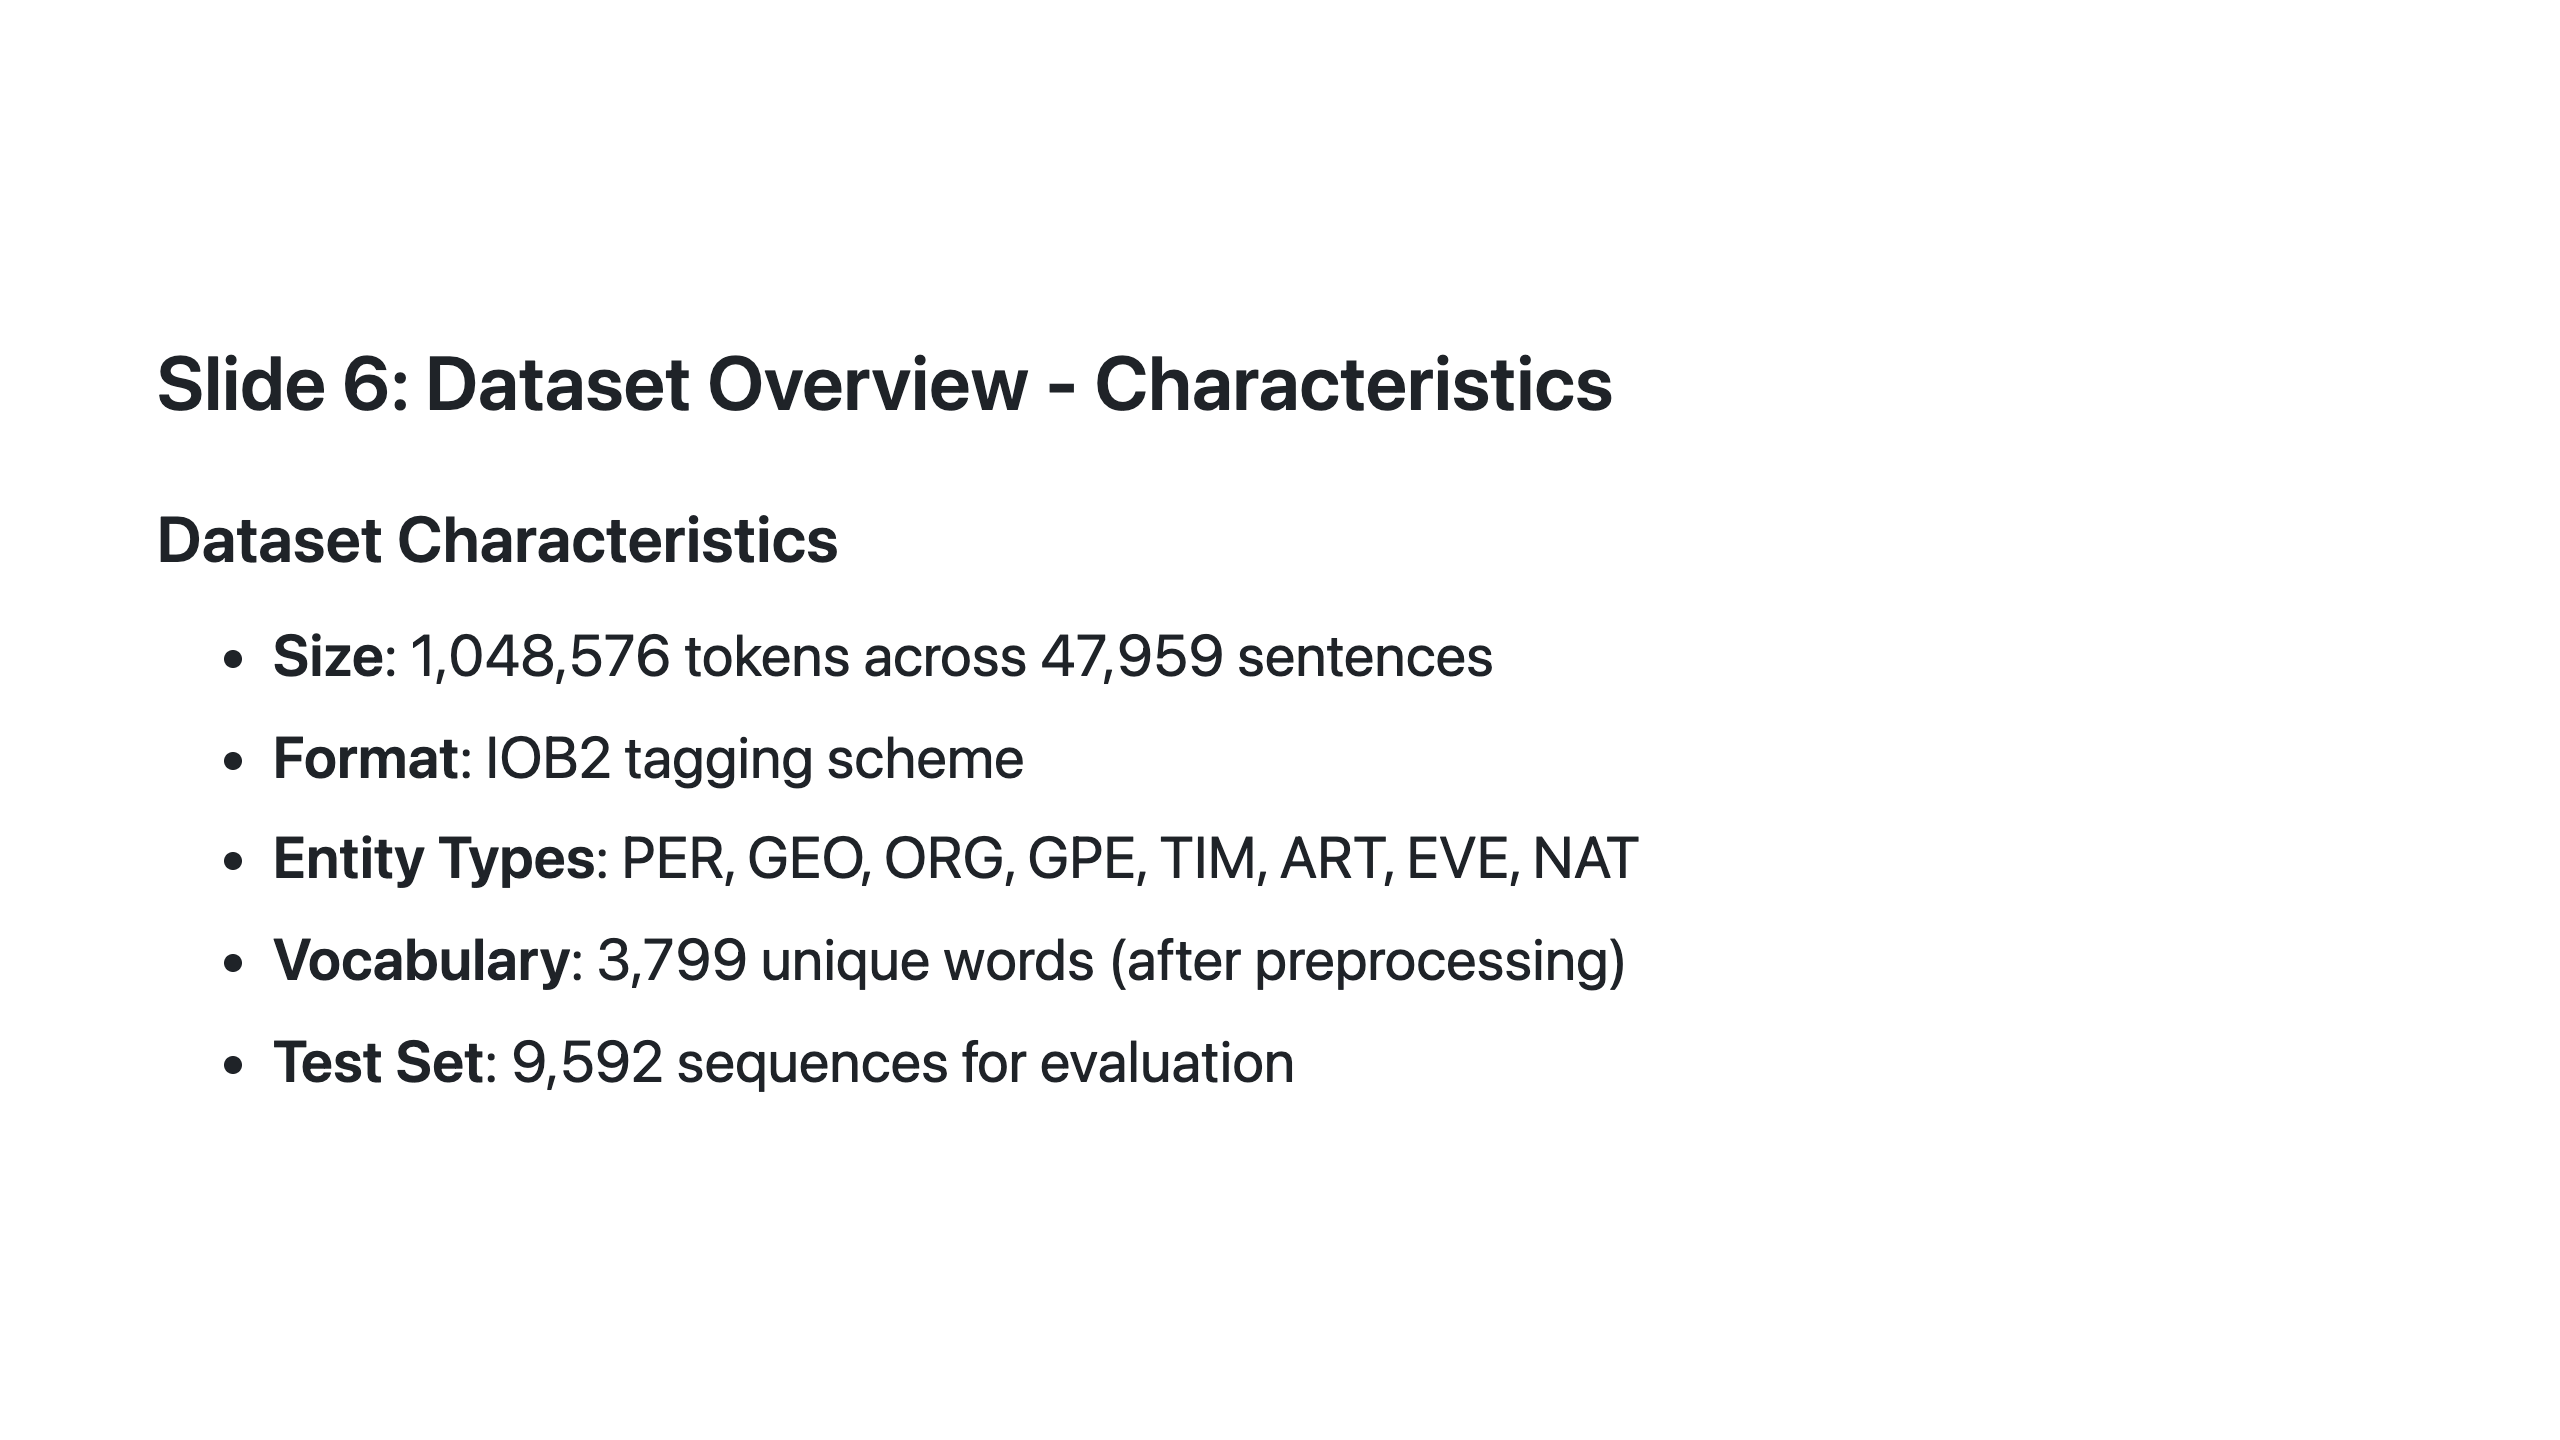 Slide 6: Dataset Overview - Characteristics
Dataset Characteristics
• Size: 1,048,576 tokens across 47,959 sentences
• Format: IOB2 tagging scheme
• Entity Types: PER, GEO, ORG, GPE, TIM, ART, EVE, NAT
• Vocabulary: 3,799 unique words (after preprocessing)
• Test Set: 9,592 sequences for evaluation